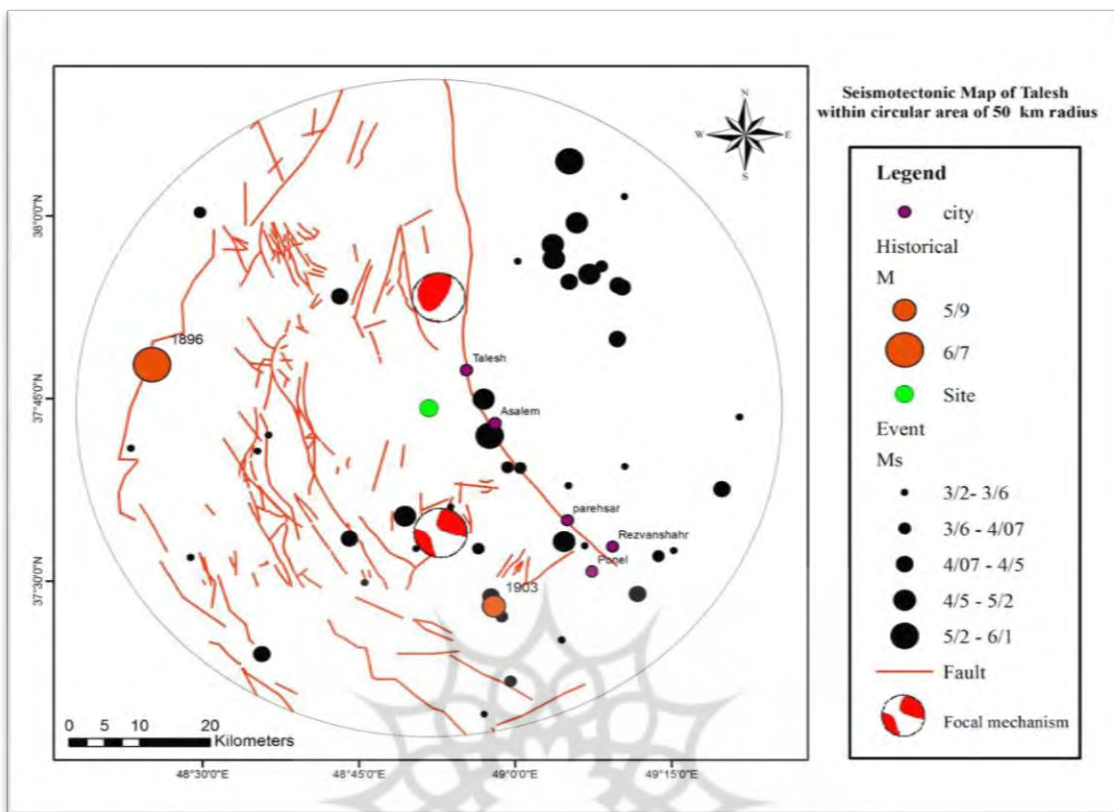 Seismotectonic Map of Talesh
within circular area of 50 km radius
N
W
E
S
38°0'0"N
37°45'0"N
37°30'0"N
1896
Talesh
Asalem
parehsar
Rezvanshahr
Ponel
1903
0 5 10 20
Kilometers
48°30'0"E
48°45'0"E
49°0'0"E
49°15'0"E
Legend
city
Historical
M
5/9
6/7
Site
Event
Ms
3/2- 3/6
3/6 - 4/07
4/07 - 4/5
4/5 - 5/2
5/2 - 6/1
Fault
Focal mechanism